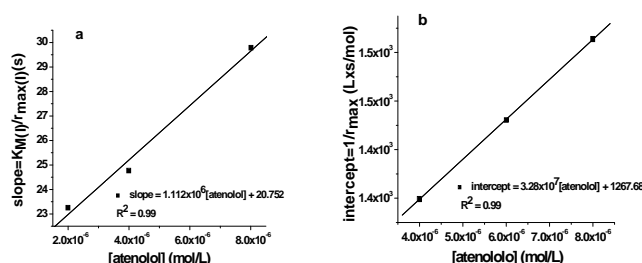 a
slope=K_M(I)/r_max(I)(s)
30
29
28
27
26
25
24
23
slope = 1.112x10^6[atenolol] + 20.752
R^2 = 0.99
2.0x10^-6 4.0x10^-6 6.0x10^-6 8.0x10^-6
[atenolol] (mol/L)
b
intercept=1/r_max (Lxs/mol)
1.5x10^3
1.5x10^3
1.4x10^3
1.4x10^3
intercept = 3.28x10^7[atenolol] + 1267.68
R^2 = 0.99
4.0x10^-6 5.0x10^-6 6.0x10^-6 7.0x10^-6 8.0x10^-6
[atenololo] (mol/L)